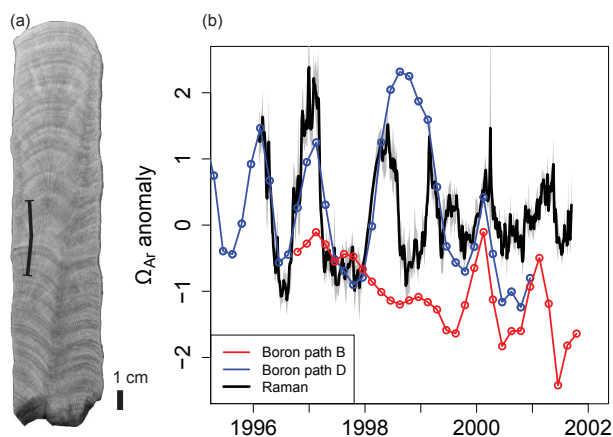 (a)
(b)
1 cm
Ω_Ar anomaly
2
1
0
−1
−2
Boron path B
Boron path D
Raman
1996
1998
2000
2002